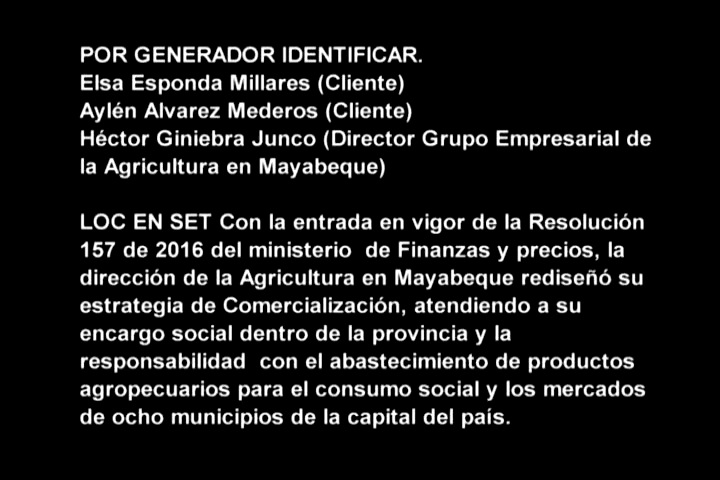 POR GENERADOR IDENTIFICAR.
Elsa Esponda Millares (Cliente)
Aylén Alvarez Mederos (Cliente)
Héctor Giniebra Junco (Director Grupo Empresarial de
la Agricultura en Mayabeque)
LOC EN SET Con la entrada en vigor de la Resolución
157 de 2016 del ministerio  de Finanzas y precios, la
dirección de la Agricultura en Mayabeque rediseñó su
estrategia de Comercialización, atendiendo a su
encargo social dentro de la provincia y la
responsabilidad  con el abastecimiento de productos
agropecuarios para el consumo social y los mercados
de ocho municipios de la capital del país.